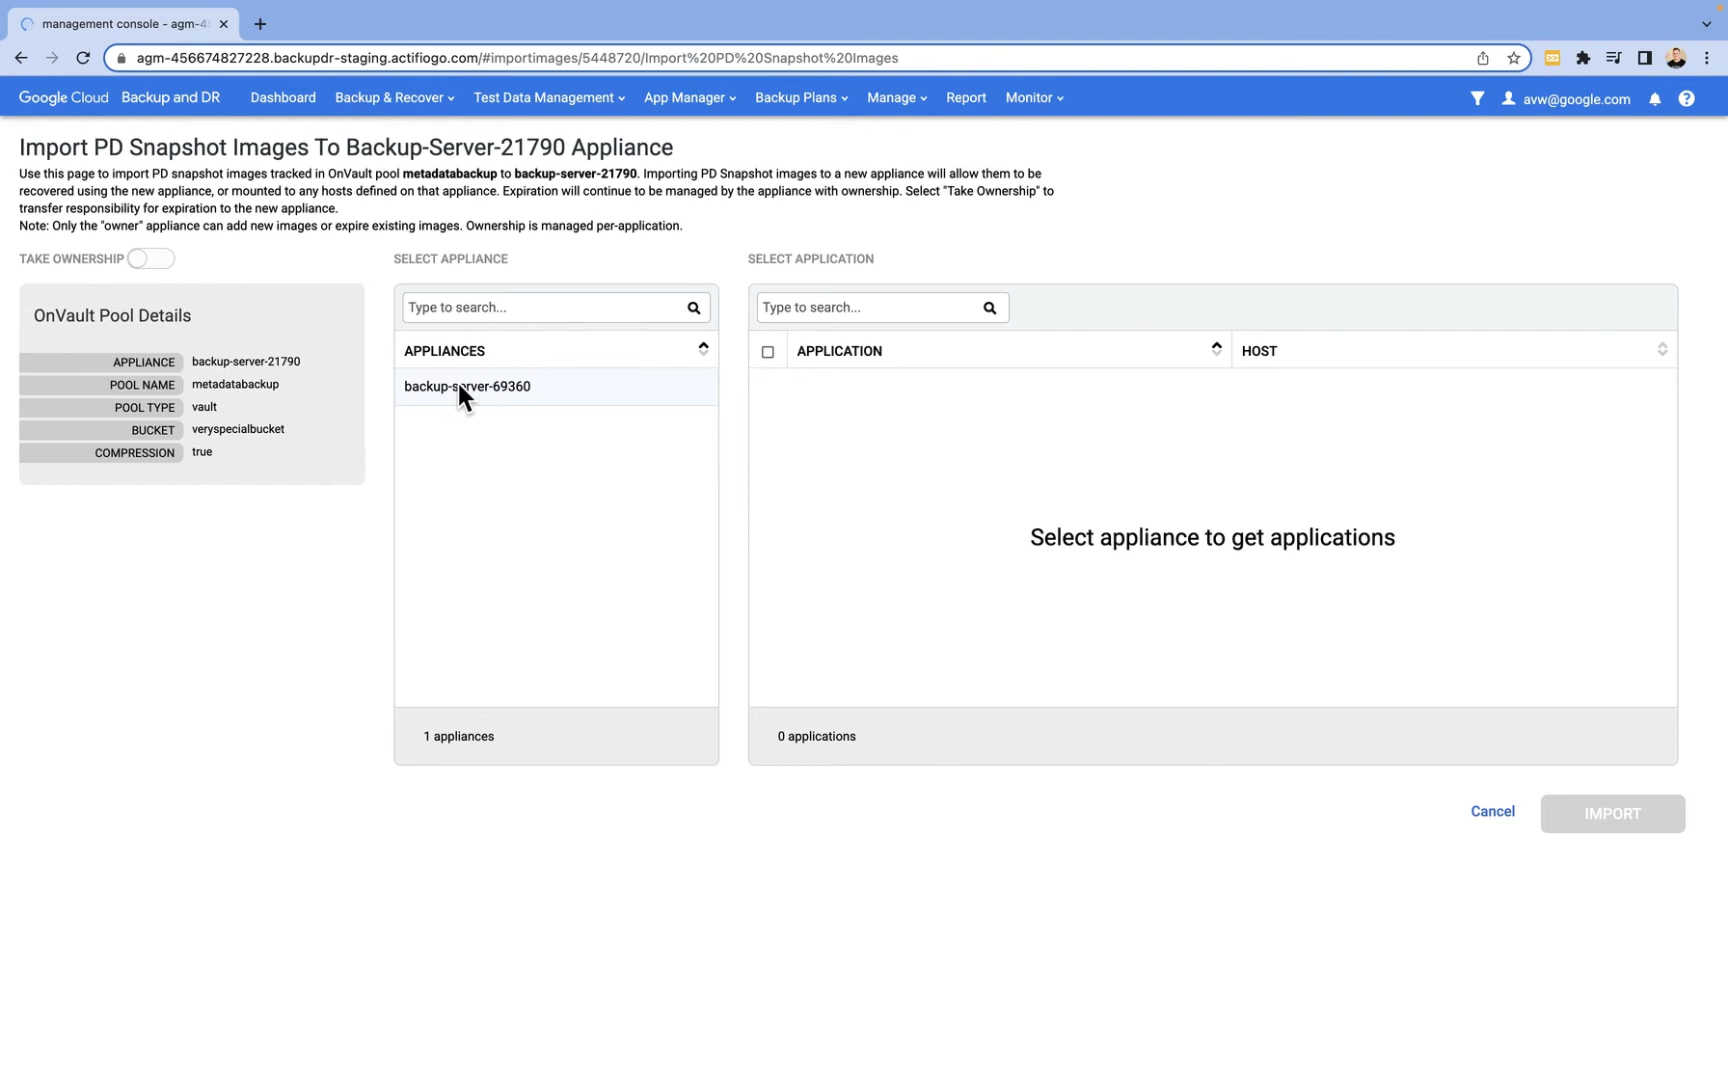 management console - agm-4
agm-456674827228.backupdr-staging.actifiogo.com/#importimages/5448720/Import%20PD%20Snapshot%20Images
Google Cloud Backup and DR Dashboard Backup & Recover Test Data Management App Manager Backup Plans Manage Report Monitor avw@google.com
Import PD Snapshot Images To Backup-Server-21790 Appliance
Use this page to import PD snapshot images tracked in OnVault pool metadatabackup to backup-server-21790. Importing PD Snapshot images to a new appliance will allow them to be
recovered using the new appliance, or mounted to any hosts defined on that appliance. Expiration will continue to be managed by the appliance with ownership. Select "Take Ownership" to
transfer responsibility for expiration to the new appliance.
Note: Only the "owner" appliance can add new images or expire existing images. Ownership is managed per-application.
TAKE OWNERSHIP
OnVault Pool Details
APPLIANCE backup-server-21790
POOL NAME metadatabackup
POOL TYPE vault
BUCKET veryspecialbucket
COMPRESSION true
SELECT APPLIANCE
Type to search...
APPLIANCES
backup-server-69360
1 appliances
SELECT APPLICATION
Type to search...
APPLICATION HOST
Select appliance to get applications
0 applications
Cancel IMPORT